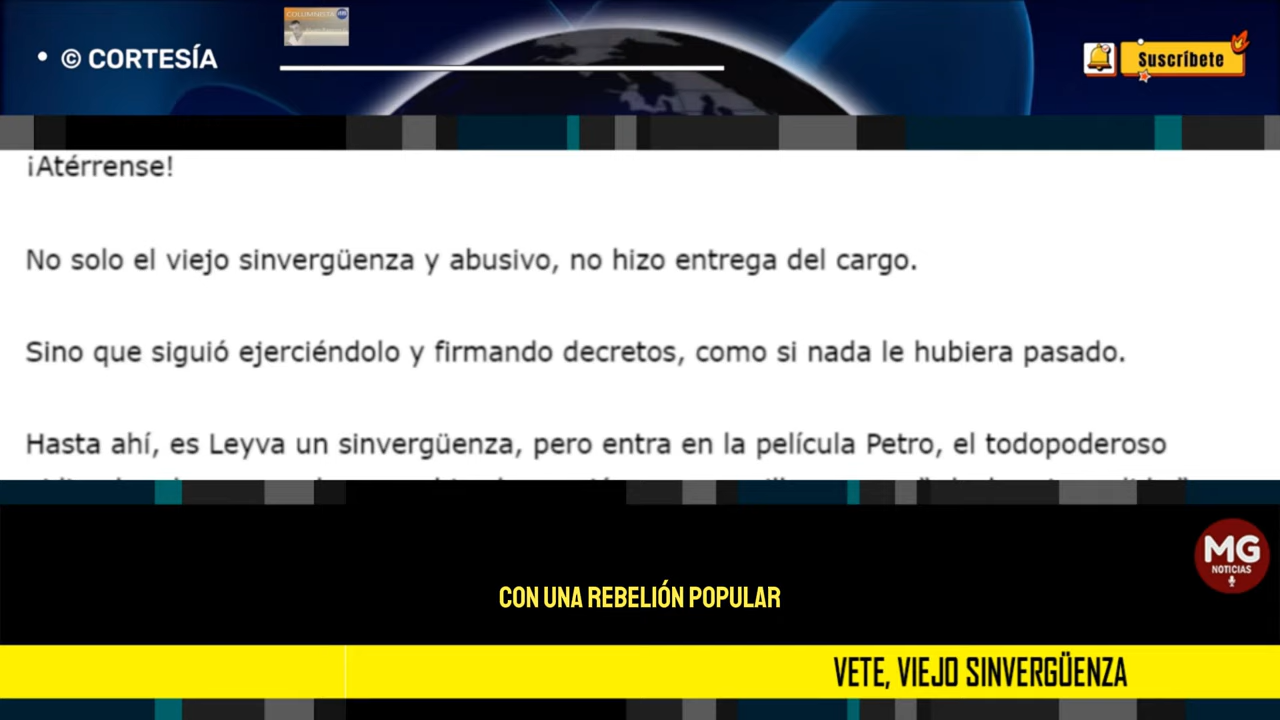 COLUMNISTA
• © CORTESÍA
Suscríbete
¡Atérrense!
No solo el viejo sinvergüenza y abusivo, no hizo entrega del cargo.
Sino que siguió ejerciéndolo y firmando decretos, como si nada le hubiera pasado.
Hasta ahí, es Leyva un sinvergüenza, pero entra en la película Petro, el todopoderoso
MG
NOTICIAS
CON UNA REBELIÓN POPULAR
VETE, VIEJO SINVERGÜENZA